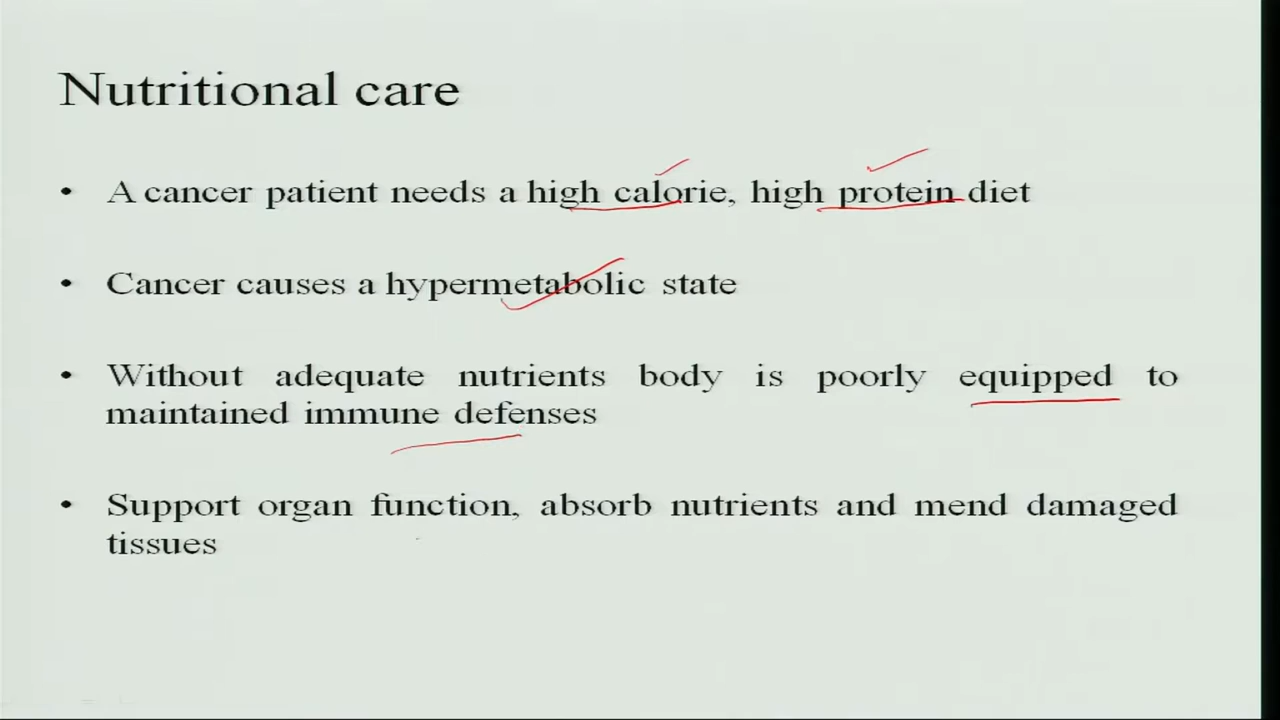 Nutritional care
• A cancer patient needs a high calorie, high protein diet
• Cancer causes a hypermetabolic state
• Without adequate nutrients body is poorly equipped to
maintained immune defenses
• Support organ function, absorb nutrients and mend damaged
tissues